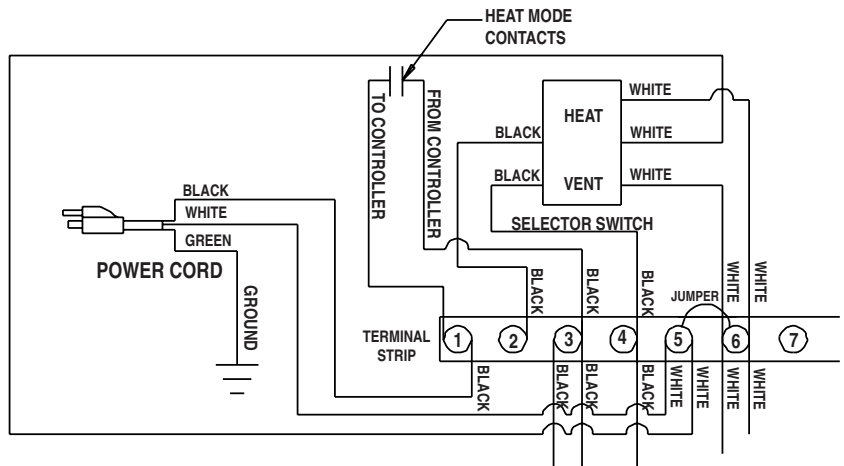 HEAT MODE
CONTACTS
TO CONTROLLER
FROM CONTROLLER
WHITE
HEAT
BLACK
WHITE
BLACK
VENT
WHITE
SELECTOR SWITCH
BLACK
WHITE
GREEN
POWER CORD
GROUND
BLACK
BLACK
BLACK
WHITE
WHITE
JUMPER
TERMINAL
STRIP
1
2
3
4
5
6
7
BLACK
BLACK
BLACK
BLACK
WHITE
WHITE
WHITE
WHITE